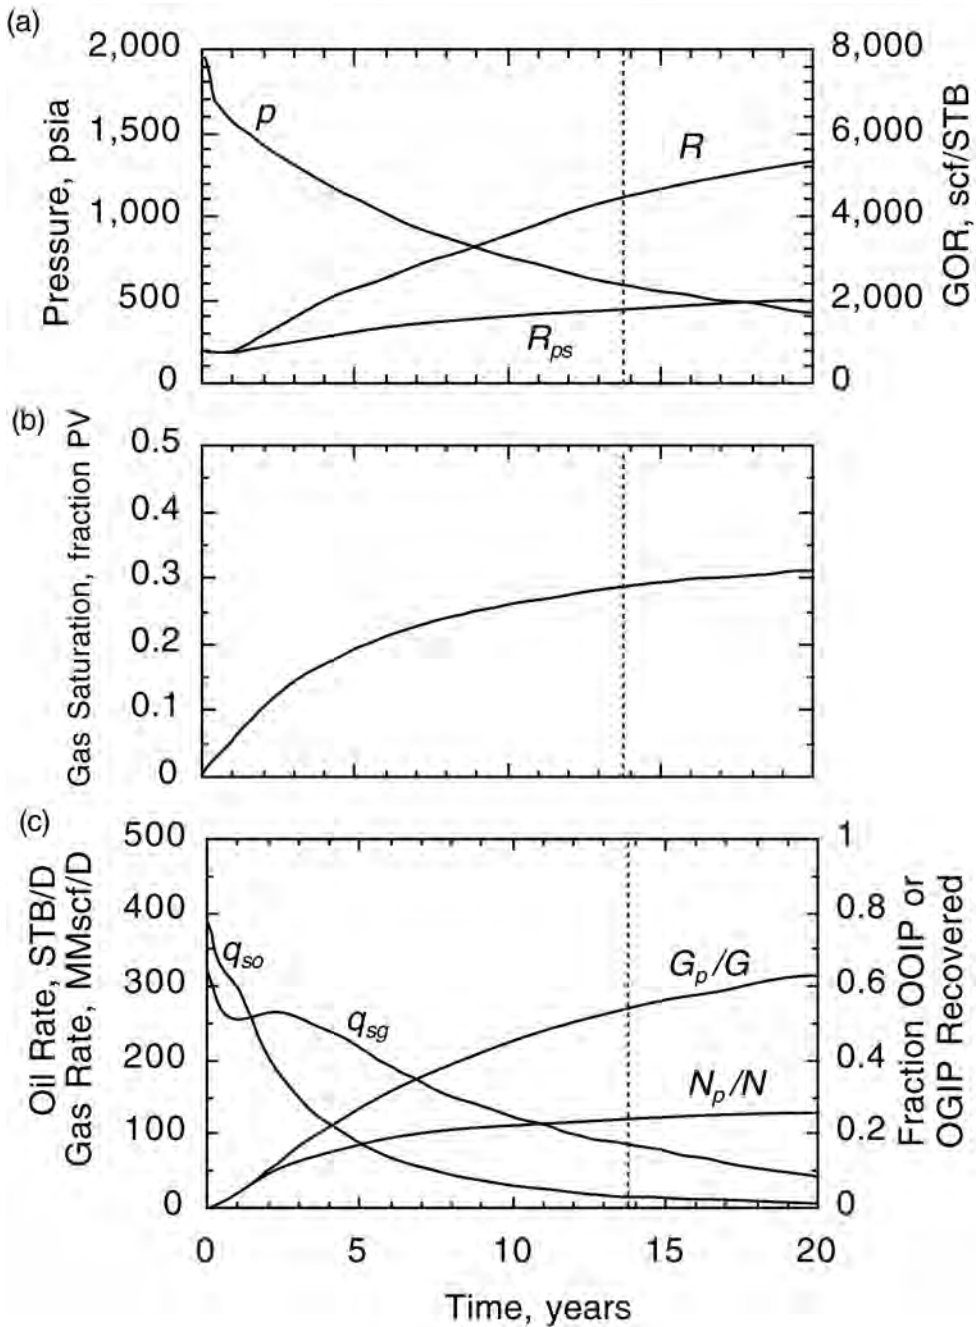 (a)
2,000
1,500
1,000
500
0
Pressure, psia
p
R
R_ps
8,000
6,000
4,000
2,000
0
GOR, scf/STB
(b)
0.5
0.4
0.3
0.2
0.1
0
Gas Saturation, fraction PV
(c)
500
400
300
200
100
0
Oil Rate, STB/D
Gas Rate, MMscf/D
q_so
q_sg
G_p/G
N_p/N
1
0.8
0.6
0.4
0.2
0
Fraction OOIP or
OGIP Recovered
0 5 10 15 20
Time, years